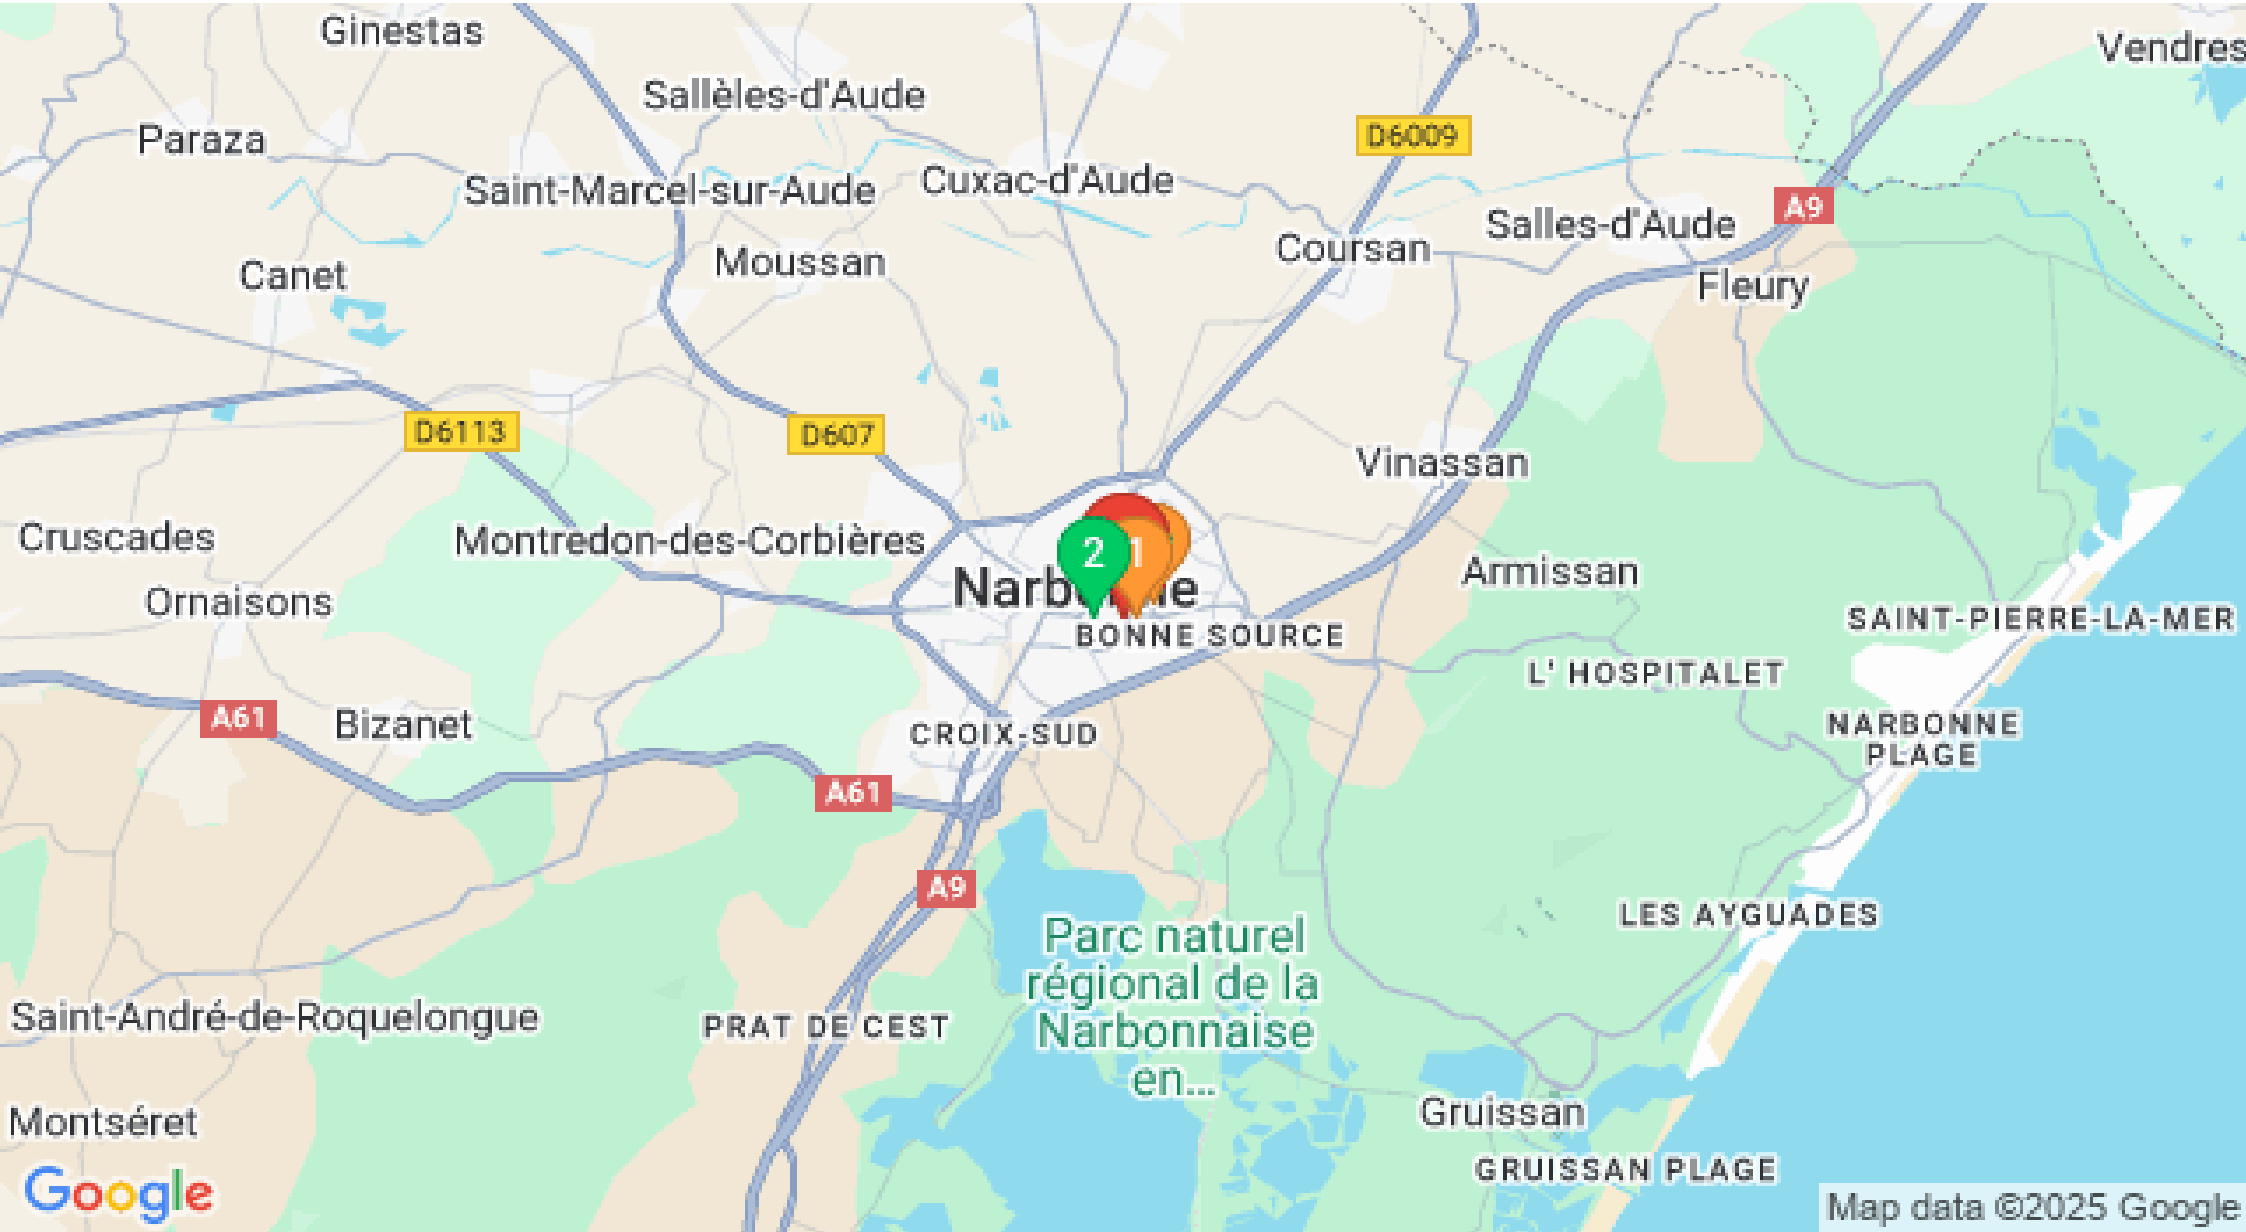 Ginestas
Vendres
Sallèles-d'Aude
Paraza
D6009
Saint-Marcel-sur-Aude
Cuxac-d'Aude
A9
Salles-d'Aude
Coursan
Moussan
Canet
Fleury
D6113
D607
Vinassan
Cruscades
Montredon-des-Corbières
2
1
Armissan
Ornaisons
BONNE SOURCE
SAINT-PIERRE-LA-MER
L' HOSPITALET
A61
Bizanet
CROIX-SUD
NARBONNE
PLAGE
A61
A9
LES AYGUADES
Parc naturel
régional de la
Narbonnaise
en...
Saint-André-de-Roquelongue
PRAT DE CEST
Gruissan
Montséret
GRUISSAN PLAGE
Google
Map data ©2025 Google